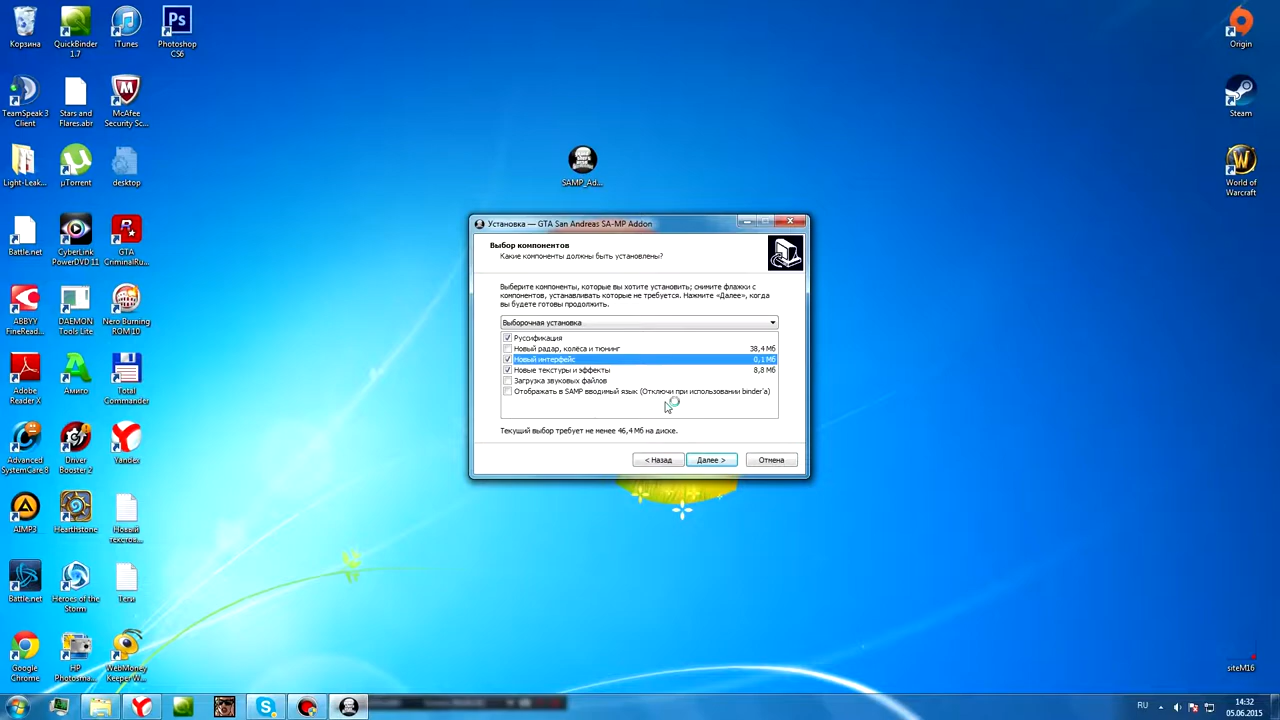 Корзина
QuickBinder
1.7
iTunes
Photoshop
CS6
Origin
TeamSpeak 3
Client
Stars and
Flares.abr
McAfee
Security Sc...
Steam
Light-Leak...
µTorrent
desktop
SAMP_Ad...
World of
Warcraft
Battle.net
CyberLink
PowerDVD 11
GTA
CriminalRu...
Установка — GTA San Andreas SA-MP Addon
Выбор компонентов
Какие компоненты должны быть установлены?
Выберите компоненты, которые вы хотите установить; снимите флажки с
компонентов, устанавливать которые не требуется. Нажмите «Далее», когда
вы будете готовы продолжить.
Выборочная установка
Руссификация
Новый радар, колёса и тюнинг 38,4 Мб
Новый интерфейс 0,1 Мб
Новые текстуры и эффекты 8,8 Мб
Загрузка звуковых файлов
Отображать в SAMP вводимый язык (Отключи при использовании binder'а)
Текущий выбор требует не менее 46,4 Мб на диске.
< Назад
Далее >
Отмена
ABBYY
FineRead...
DAEMON
Tools Lite
Nero Burning
ROM 10
Adobe
Reader X
Амиго
Total
Commander
Advanced
SystemCare 8
Driver
Booster 2
Yandex
AIMP3
Hearthstone
Новый
текстов...
Battle.net
Heroes of the
Storm
Теги
Google
Chrome
HP
Photosma...
WebMoney
Keeper W...
siteM16
RU
14:32
05.06.2015